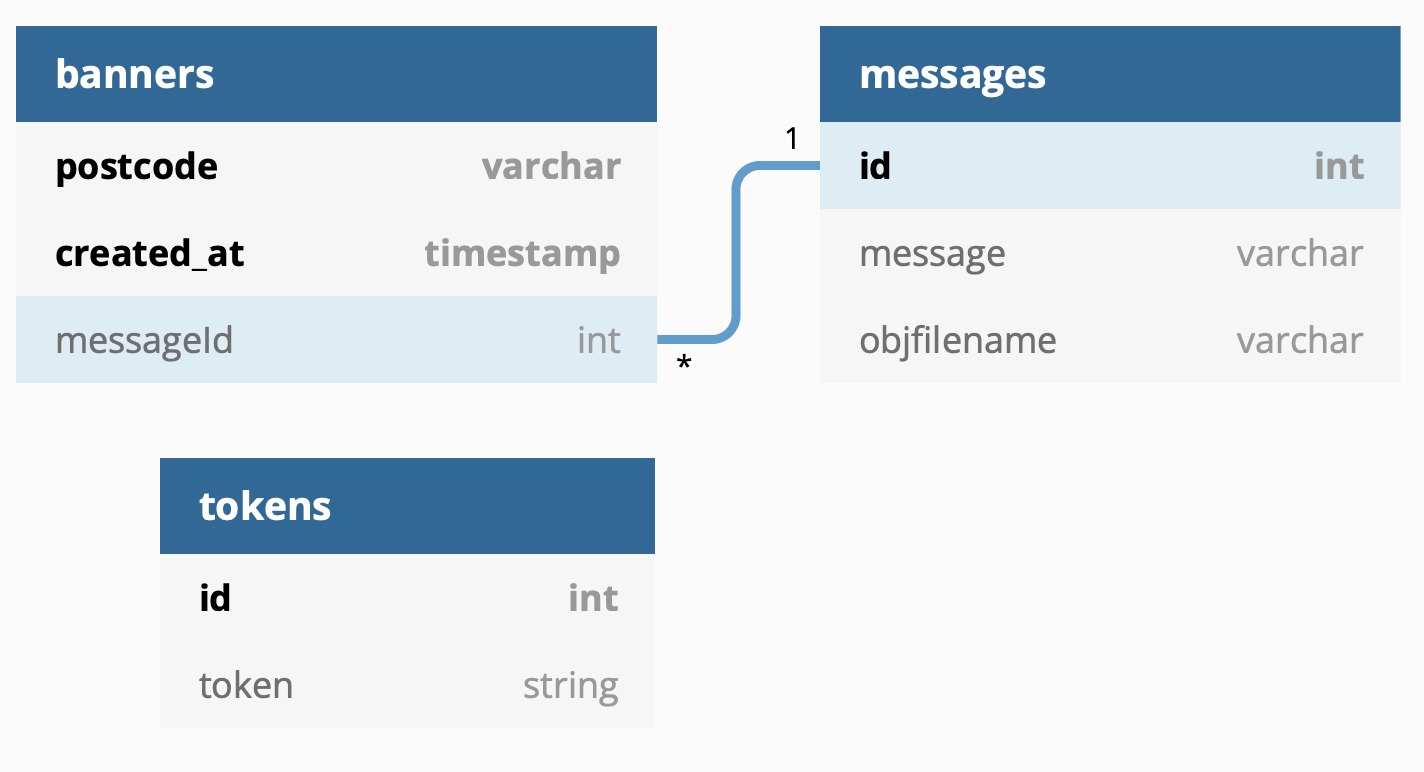 banners
postcode varchar
created_at timestamp
messageId int
*
1
messages
id int
message varchar
objfilename varchar
tokens
id int
token string